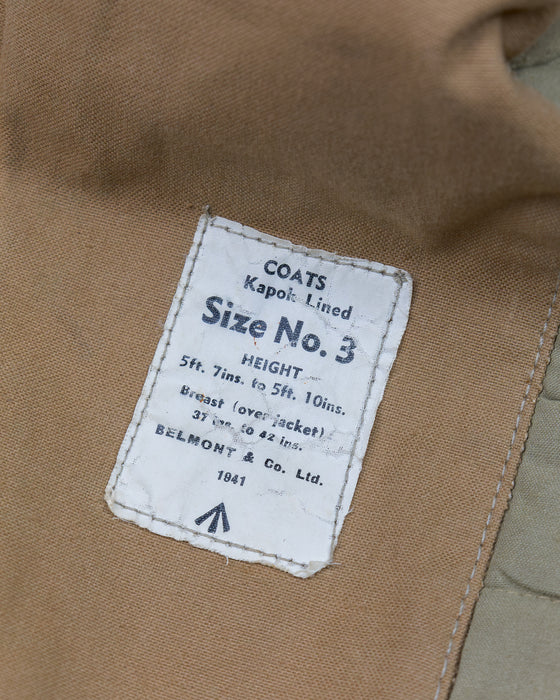 COATS
Kapok Lined
Size No. 3
HEIGHT
5ft. 7ins. to 5ft. 10ins.
Breast (over jacket)
37 ins. to 42 ins.
BELMONT & Co. Ltd.
1941